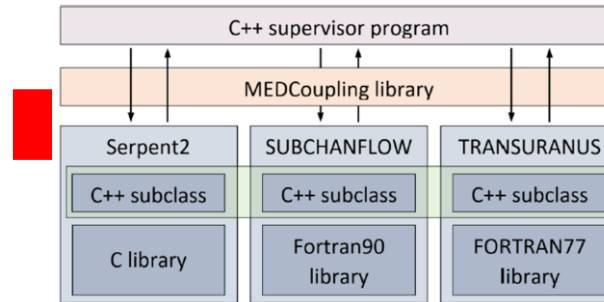 C++ supervisor program
MEDCoupling library
Serpent2
SUBCHANFLOW
TRANSURANUS
C++ subclass
C++ subclass
C++ subclass
C library
Fortran90
library
FORTRAN77
library